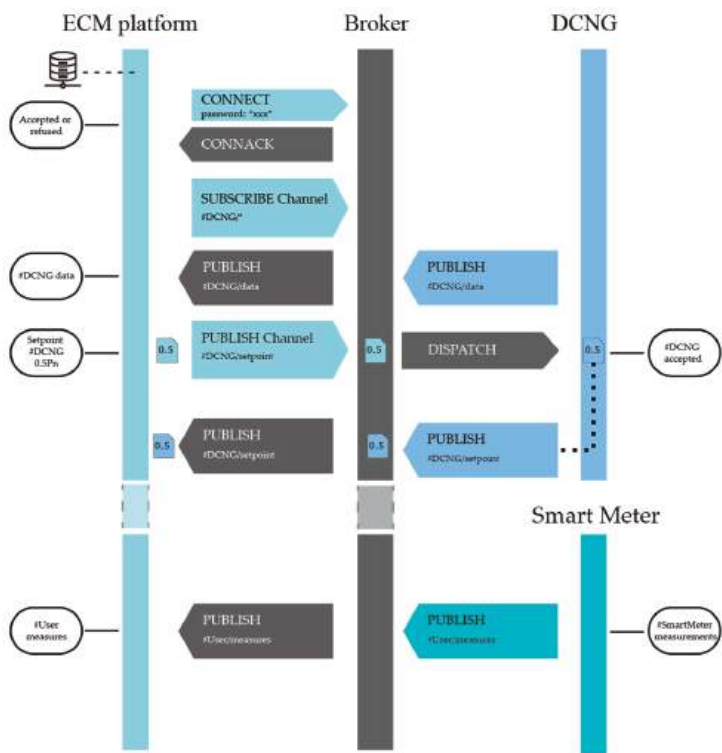 ECM platform
Broker
DCNG
CONNECT
password: "xxx"
Accepted or
refused
CONNACK
SUBSCRIBE Channel
#DCNG/*
#DCNG data
PUBLISH
#DCNG/data
PUBLISH
#DCNG/data
Setpoint
#DCNG
0.5Pn
0.5
PUBLISH Channel
#DCNG/setpoint
0.5
DISPATCH
0.5
#DCNG
accepted
0.5
PUBLISH
#DCNG/setpoint
0.5
PUBLISH
#DCNG/setpoint
Smart Meter
#User
measures
PUBLISH
#User/measures
PUBLISH
#User/measures
#SmartMeter
measurements